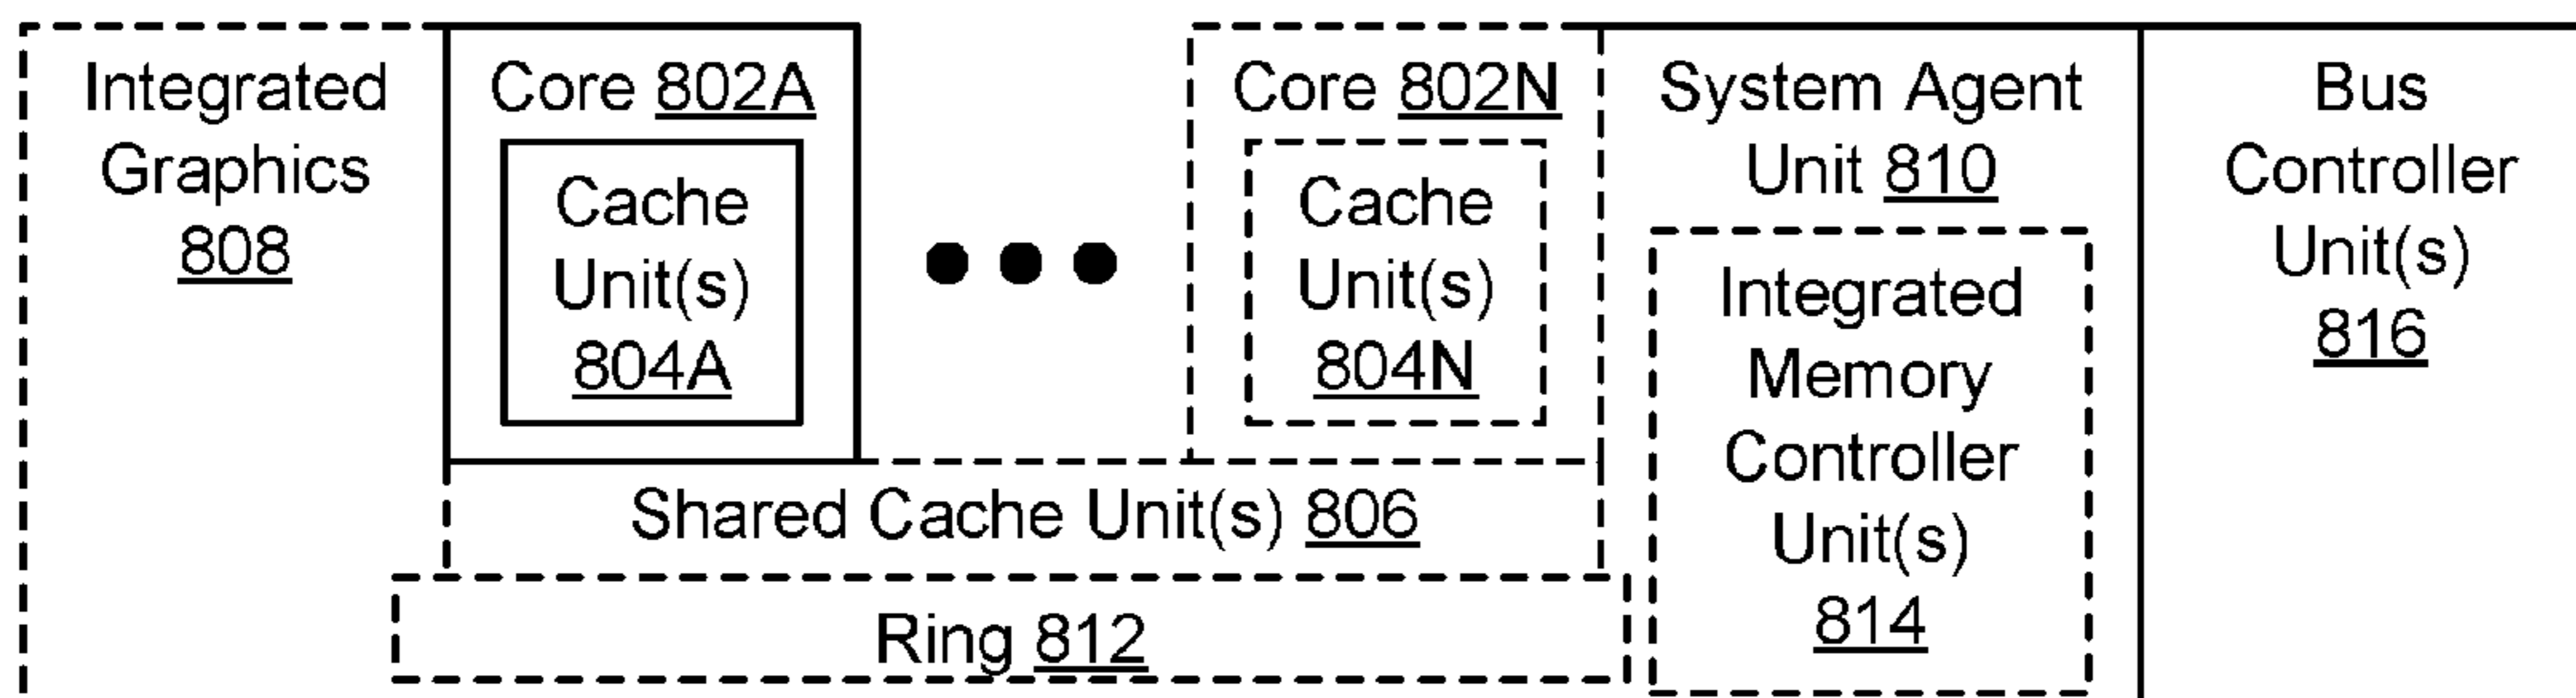 Integrated
Graphics
808
Core 802A
Cache
Unit(s)
804A
Core 802N
Cache
Unit(s)
804N
Shared Cache Unit(s) 806
Ring 812
System Agent
Unit 810
Integrated
Memory
Controller
Unit(s)
814
Bus
Controller
Unit(s)
816